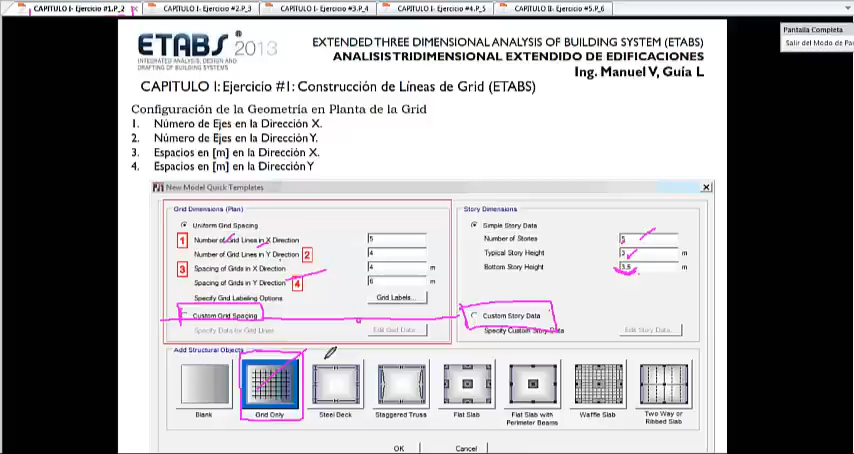 CAPITULO I- Ejercicio #1.P_2
CAPITULO I- Ejercicio #2.P_3
CAPITULO I- Ejercicio #3.P_4
CAPITULO I- Ejercicio #4.P_5
CAPITULO II. Ejercicio #5.P_6
Pantalla Completa
Salir del Modo de Pa
ETABS® 2013
INTEGRATED ANALYSIS, DESIGN AND
DRAFTING OF BUILDING SYSTEMS
EXTENDED THREE DIMENSIONAL ANALYSIS OF BUILDING SYSTEM (ETABS)
ANALISIS TRIDIMENSIONAL EXTENDIDO DE EDIFICACIONES
Ing. Manuel V, Guía L
CAPITULO I: Ejercicio #1: Construcción de Líneas de Grid (ETABS)
Configuración de la Geometría en Planta de la Grid
1. Número de Ejes en la Dirección X.
2. Número de Ejes en la Dirección Y.
3. Espacios en [m] en la Dirección X.
4. Espacios en [m] en la Dirección Y
New Model Quick Templates
Grid Dimensions (Plan)
Uniform Grid Spacing
1 Number of Grid Lines in X Direction 5
Number of Grid Lines in Y Direction 2 4
3 Spacing of Grids in X Direction 4 m
Spacing of Grids in Y Direction 4 6 m
Specify Grid Labeling Options Grid Labels...
Custom Grid Spacing
Specify Data for Grid Lines Edit Grid Data...
Story Dimensions
Simple Story Data
Number of Stories 5
Typical Story Height 3 m
Bottom Story Height 3.5 m
Custom Story Data
Specify Custom Story Data Edit Story Data...
Add Structural Objects
Blank
Grid Only
Steel Deck
Staggered Truss
Flat Slab
Flat Slab with
Perimeter Beams
Waffle Slab
Two Way or
Ribbed Slab
OK
Cancel